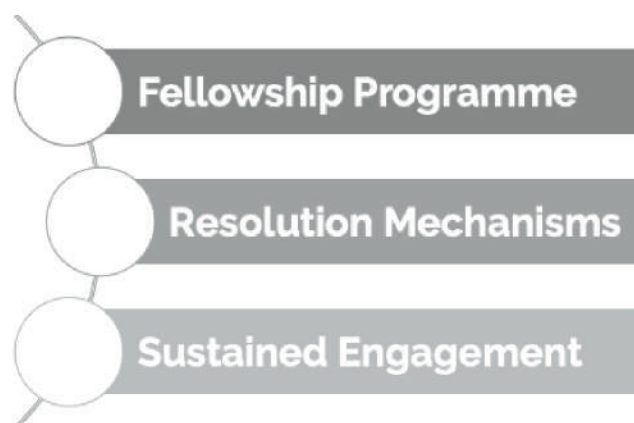 Fellowship Programme
Resolution Mechanisms
Sustained Engagement